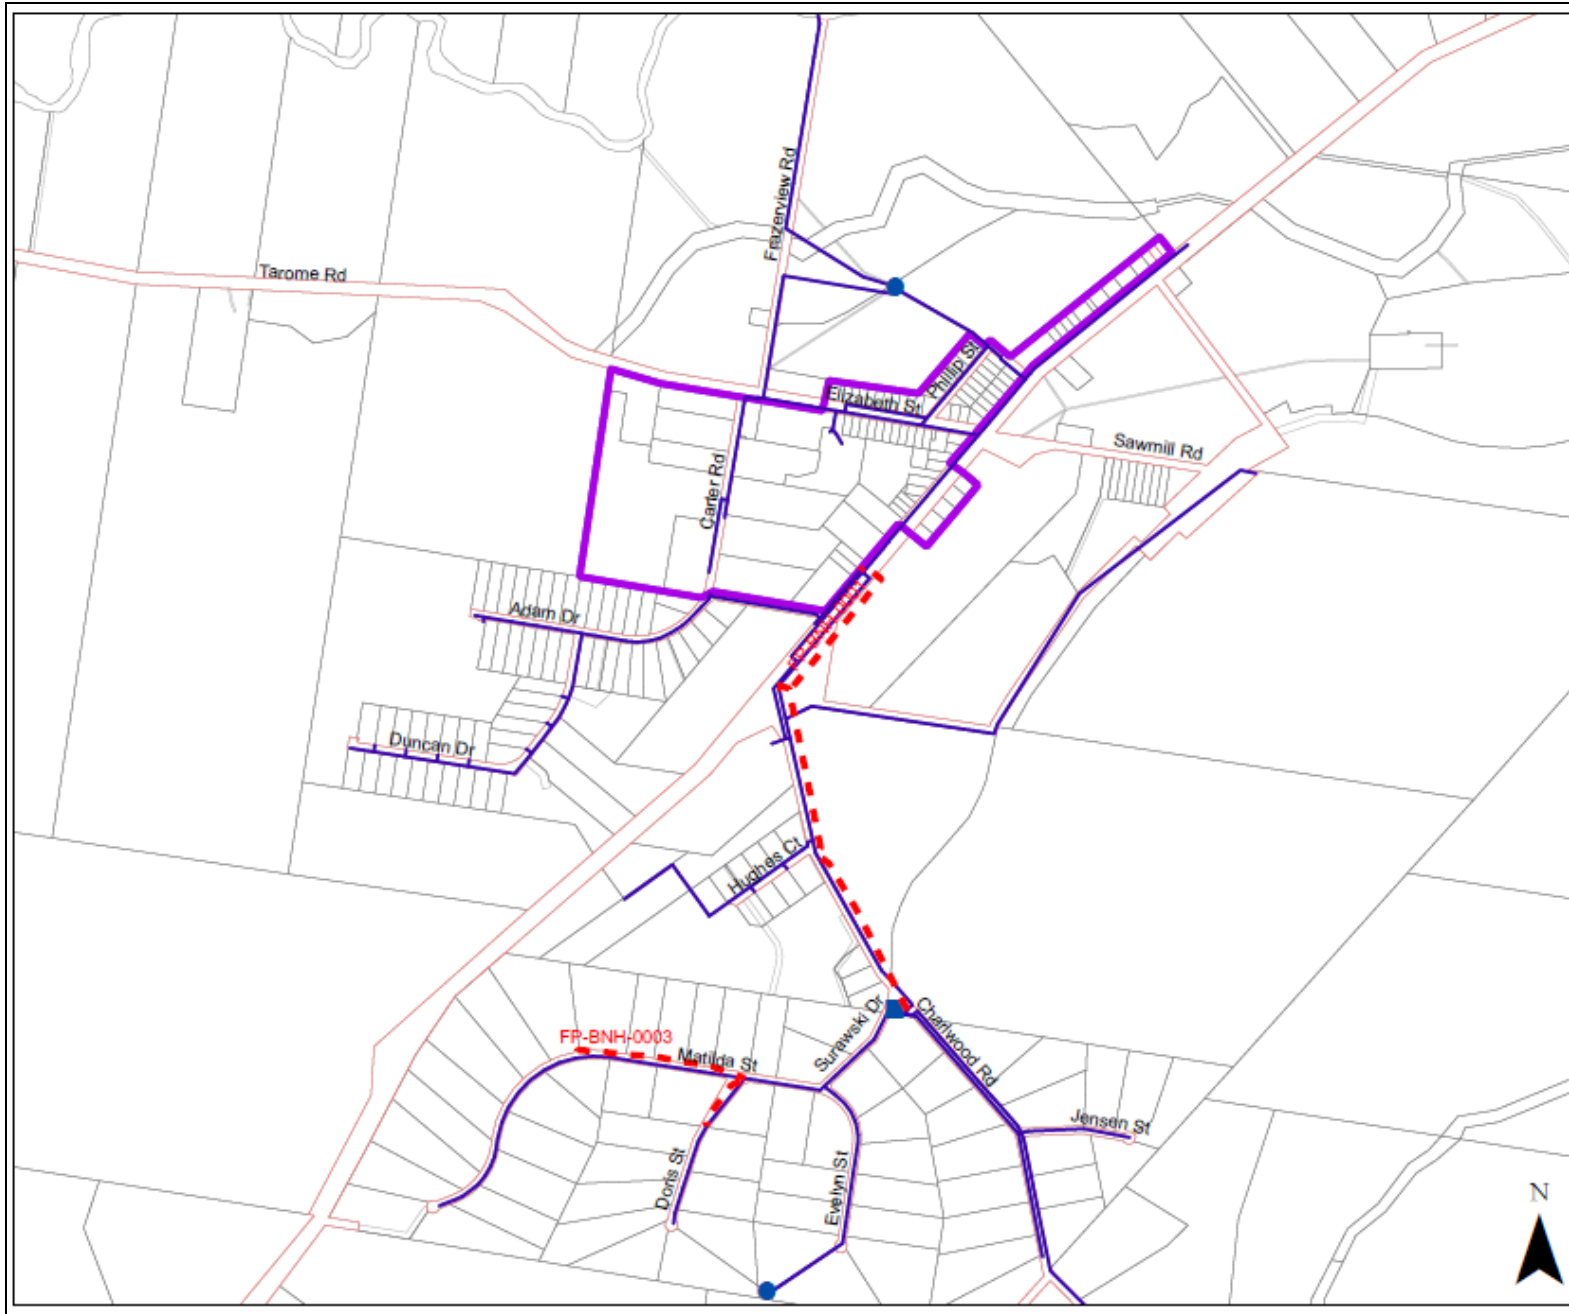 Frazerview Rd
Tarome Rd
Phillip St
Elizabeth St
Sawmill Rd
Carter Rd
Adam Dr
Duncan Dr
Hughes Ct
Surawski Dr
Charlwood Rd
FP-BNH-0003
Matilda St
Jensen St
Doris St
Evelyn St
N